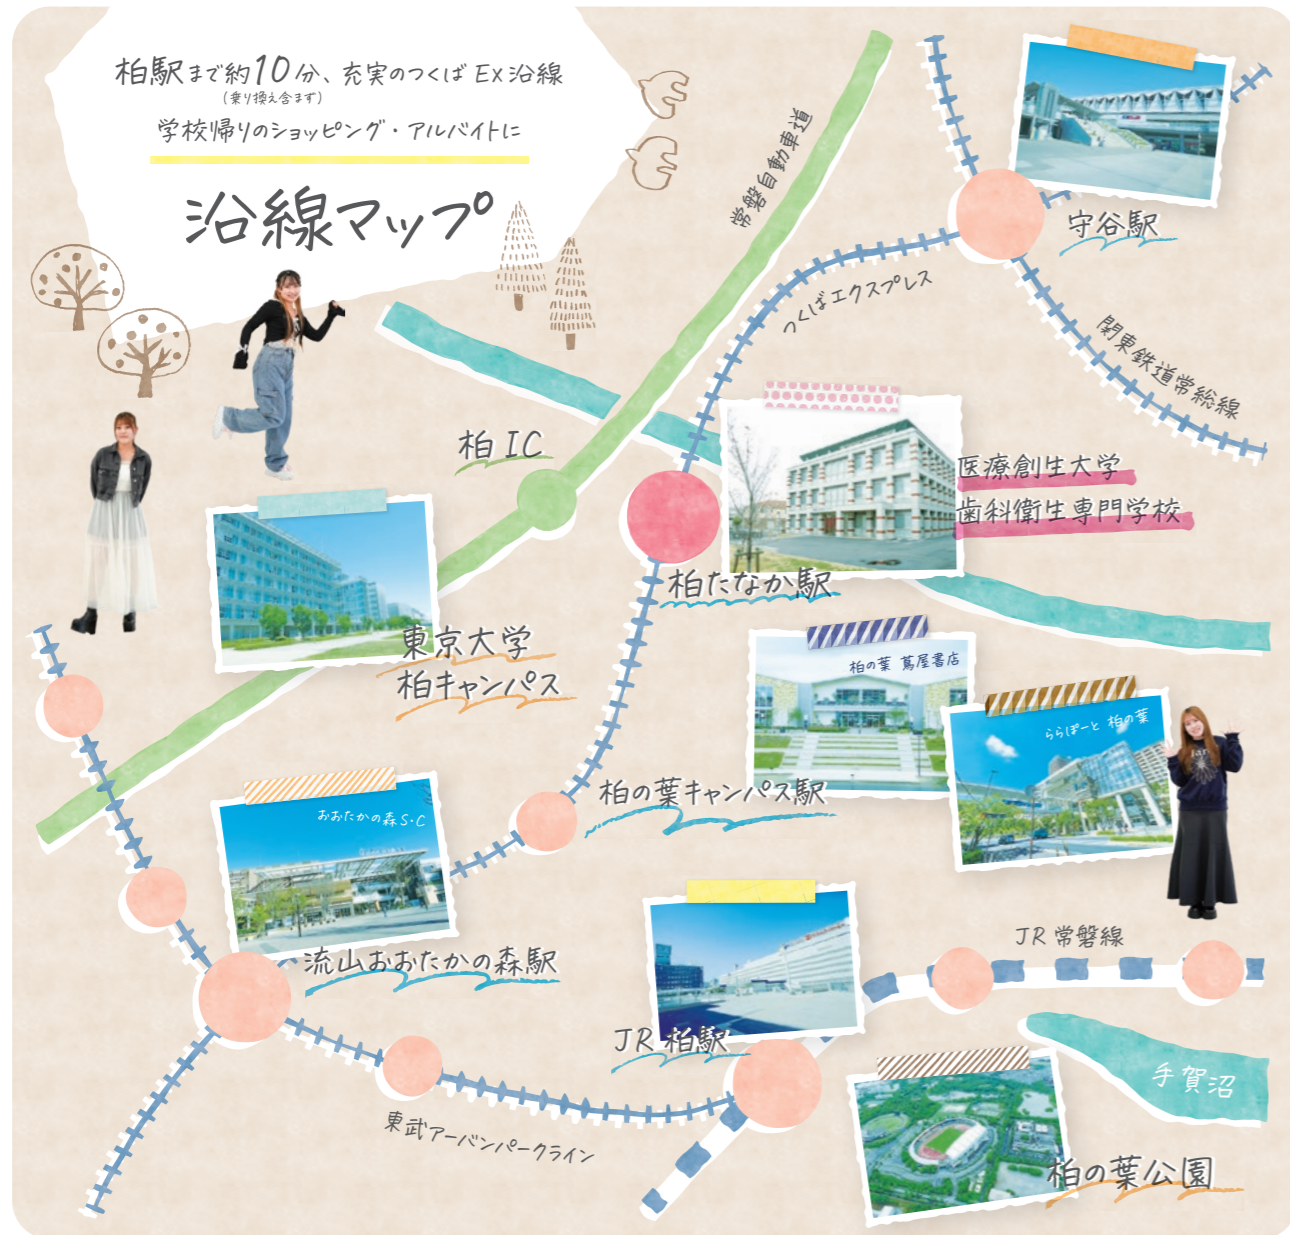 柏駅まで約10分、充実のつくばEx沿線
(乗り換え含まず)
学校帰りのショッピング・アルバイトに
沿線マップ
常磐自動車道
守谷駅
つくばエクスプレス
関東鉄道常総線
柏IC
医療創生大学
歯科衛生専門学校
柏たなか駅
東京大学
柏キャンパス
柏の葉 蔦屋書店
ららぽーと 柏の葉
柏の葉キャンパス駅
おおたかの森S・C
流山おおたかの森駅
JR常磐線
JR 柏駅
手賀沼
東武アーバンパークライン
柏の葉公園